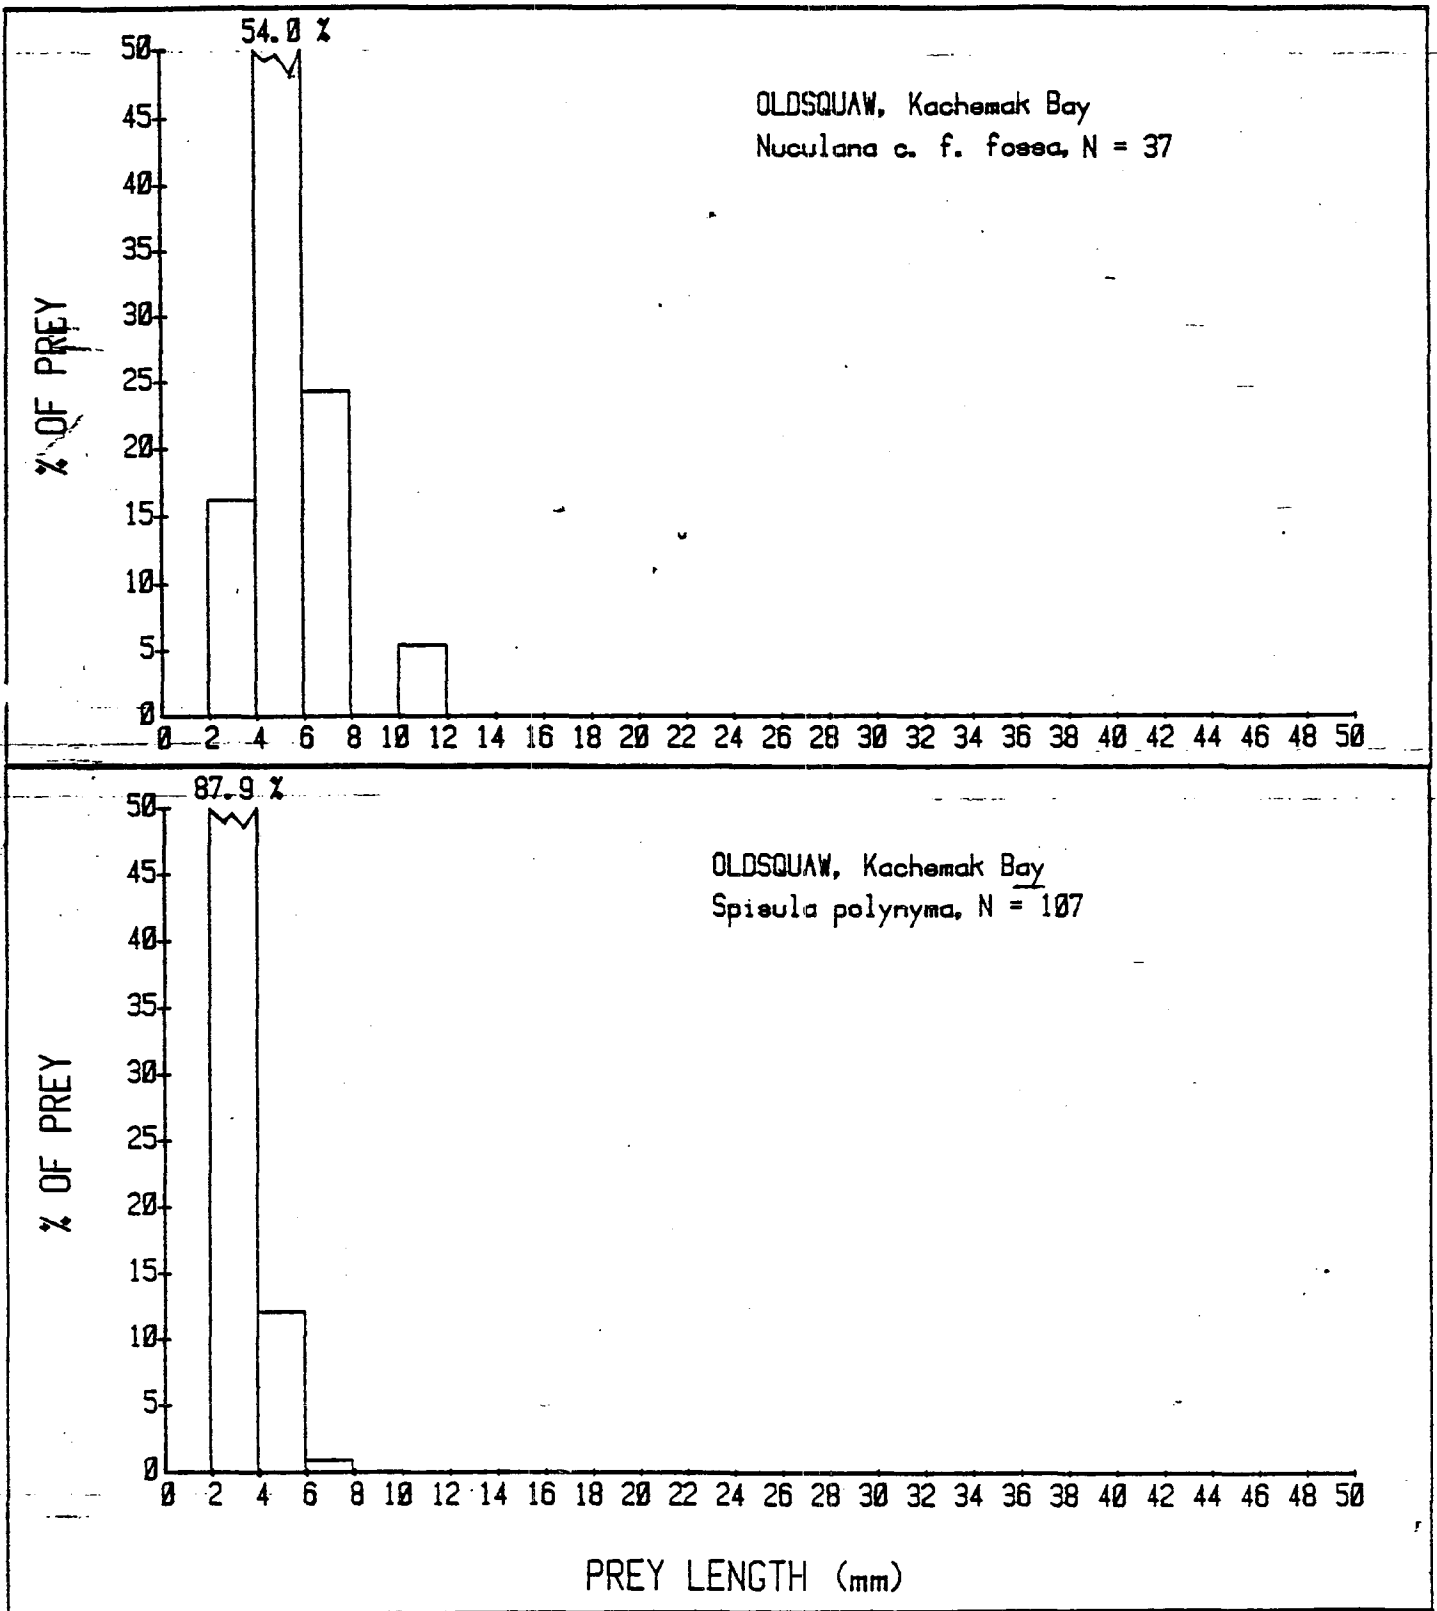 54.0 %
OLDSQUAW, Kachemak Bay
Nuculana c. f. fossa, N = 37
50
45
40
35
30
25
20
15
10
5
0
% OF PREY
0 2 4 6 8 10 12 14 16 18 20 22 24 26 28 30 32 34 36 38 40 42 44 46 48 50
87.9 %
OLDSQUAW, Kachemak Bay
Spisula polynyma, N = 107
50
45
40
35
30
25
20
15
10
5
0
% OF PREY
0 2 4 6 8 10 12 14 16 18 20 22 24 26 28 30 32 34 36 38 40 42 44 46 48 50
PREY LENGTH (mm)